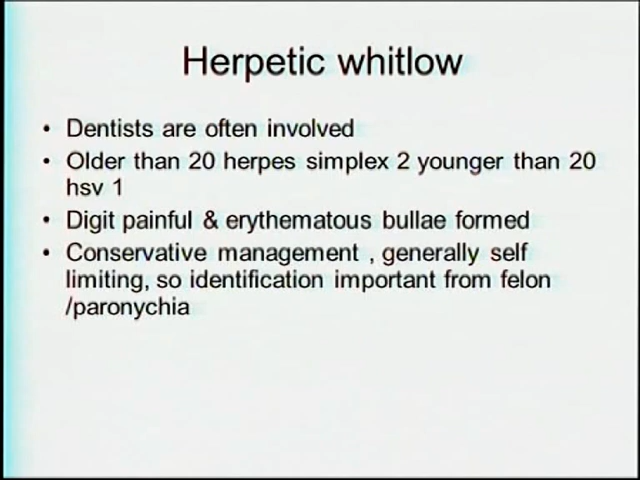 Herpetic whitlow
• Dentists are often involved
• Older than 20 herpes simplex 2 younger than 20
hsv 1
• Digit painful & erythematous bullae formed
• Conservative management , generally self
limiting, so identification important from felon
/paronychia